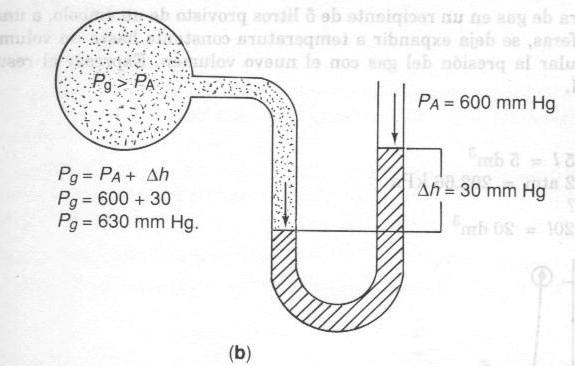 Pg > PA
PA = 600 mm Hg
Pg = PA + Δh
Pg = 600 + 30
Pg = 630 mm Hg.
Δh = 30 mm Hg
(b)